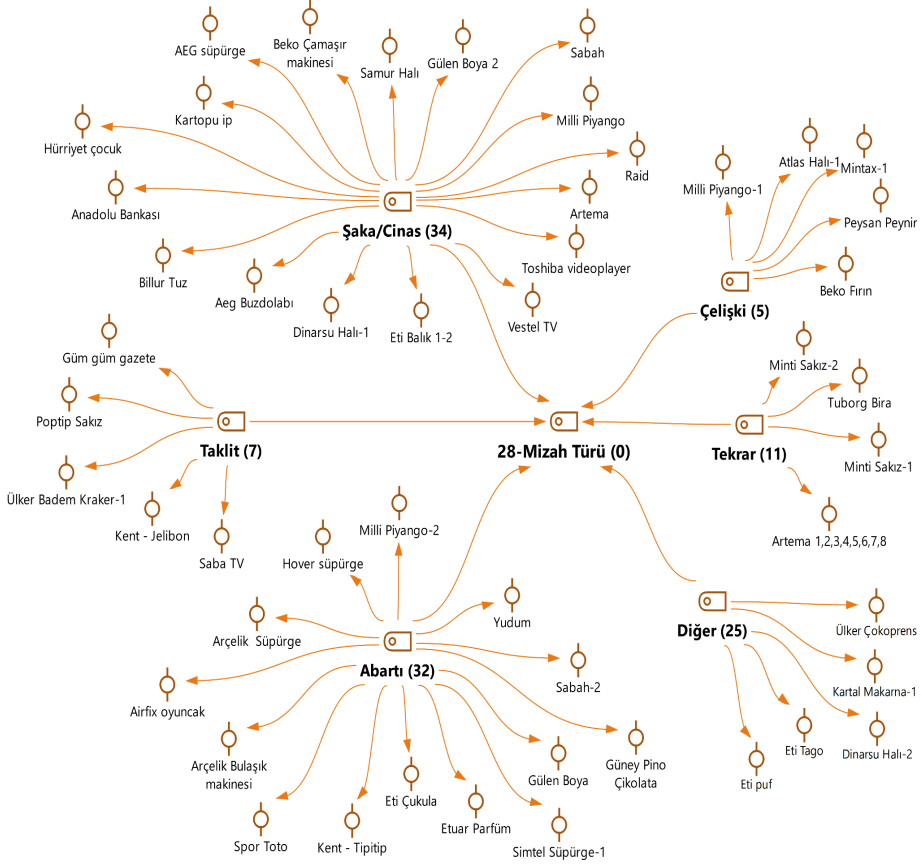 AEG süpürge
Beko Çamaşır
makinesi
Samur Halı
Gülen Boya 2
Sabah
Kartopu ip
Milli Piyango
Hürriyet çocuk
Raid
Anadolu Bankası
Artema
Şaka/Cinas (34)
Billur Tuz
Toshiba videoplayer
Aeg Buzdolabı
Dinarsu Halı-1
Eti Balık 1-2
Vestel TV
Milli Piyango-1
Atlas Halı-1
Mintax-1
Peysan Peynir
Beko Fırın
Çelişki (5)
Güm güm gazete
Poptip Sakız
Taklit (7)
Ülker Badem Kraker-1
Kent - Jelibon
Saba TV
28-Mizah Türü (0)
Minti Sakız-2
Tuborg Bira
Tekrar (11)
Minti Sakız-1
Artema 1,2,3,4,5,6,7,8
Milli Piyango-2
Hover süpürge
Yudum
Arçelik  Süpürge
Abartı (32)
Sabah-2
Airfix oyuncak
Arçelik Bulaşık
makinesi
Güney Pino
Çikolata
Gülen Boya
Eti Çukula
Etuar Parfüm
Spor Toto
Kent - Tipitip
Simtel Süpürge-1
Diğer (25)
Ülker Çokoprens
Kartal Makarna-1
Dinarsu Halı-2
Eti Tago
Eti puf